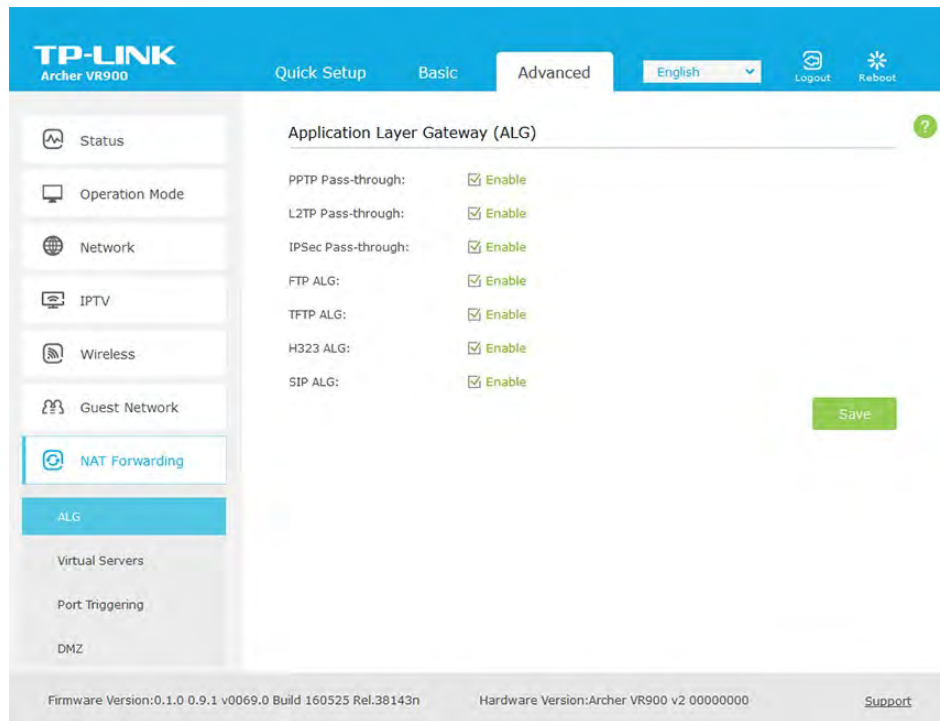 TP-LINK
Archer VR900
Quick Setup Basic Advanced English Logout Reboot
Status
Operation Mode
Network
IPTV
Wireless
Guest Network
NAT Forwarding
ALG
Virtual Servers
Port Triggering
DMZ
Application Layer Gateway (ALG)
?
PPTP Pass-through: Enable
L2TP Pass-through: Enable
IPSec Pass-through: Enable
FTP ALG: Enable
TFTP ALG: Enable
H323 ALG: Enable
SIP ALG: Enable
Save
Firmware Version:0.1.0 0.9.1 v0069.0 Build 160525 Rel.38143n Hardware Version:Archer VR900 v2 00000000 Support